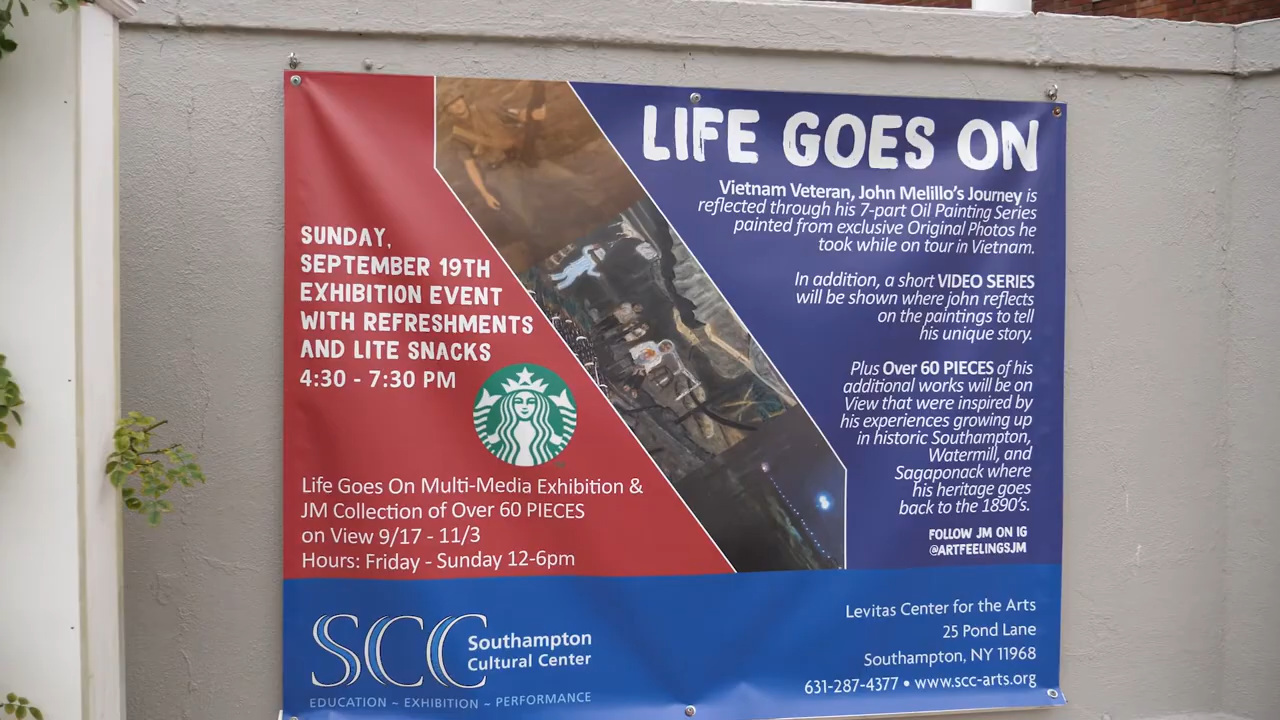 LIFE GOES ON
Vietnam Veteran, John Melillo's Journey is
reflected through his 7-part Oil Painting Series
painted from exclusive Original Photos he
took while on tour in Vietnam.
In addition, a short VIDEO SERIES
will be shown where john reflects
on the paintings to tell
his unique story.
Plus Over 60 PIECES of his
additional works will be on
View that were inspired by
his experiences growing up
in historic Southampton,
Watermill, and
Sagaponack where
his heritage goes
back to the 1890's.
FOLLOW JM ON IG
@ARTFEELINGSJM
SUNDAY,
SEPTEMBER 19TH
EXHIBITION EVENT
WITH REFRESHMENTS
AND LITE SNACKS
4:30 - 7:30 PM
Life Goes On Multi-Media Exhibition &
JM Collection of Over 60 PIECES
on View 9/17 - 11/3
Hours: Friday - Sunday 12-6pm
SCC
Southampton
Cultural Center
EDUCATION ~ EXHIBITION ~ PERFORMANCE
Levitas Center for the Arts
25 Pond Lane
Southampton, NY 11968
631-287-4377 • www.scc-arts.org